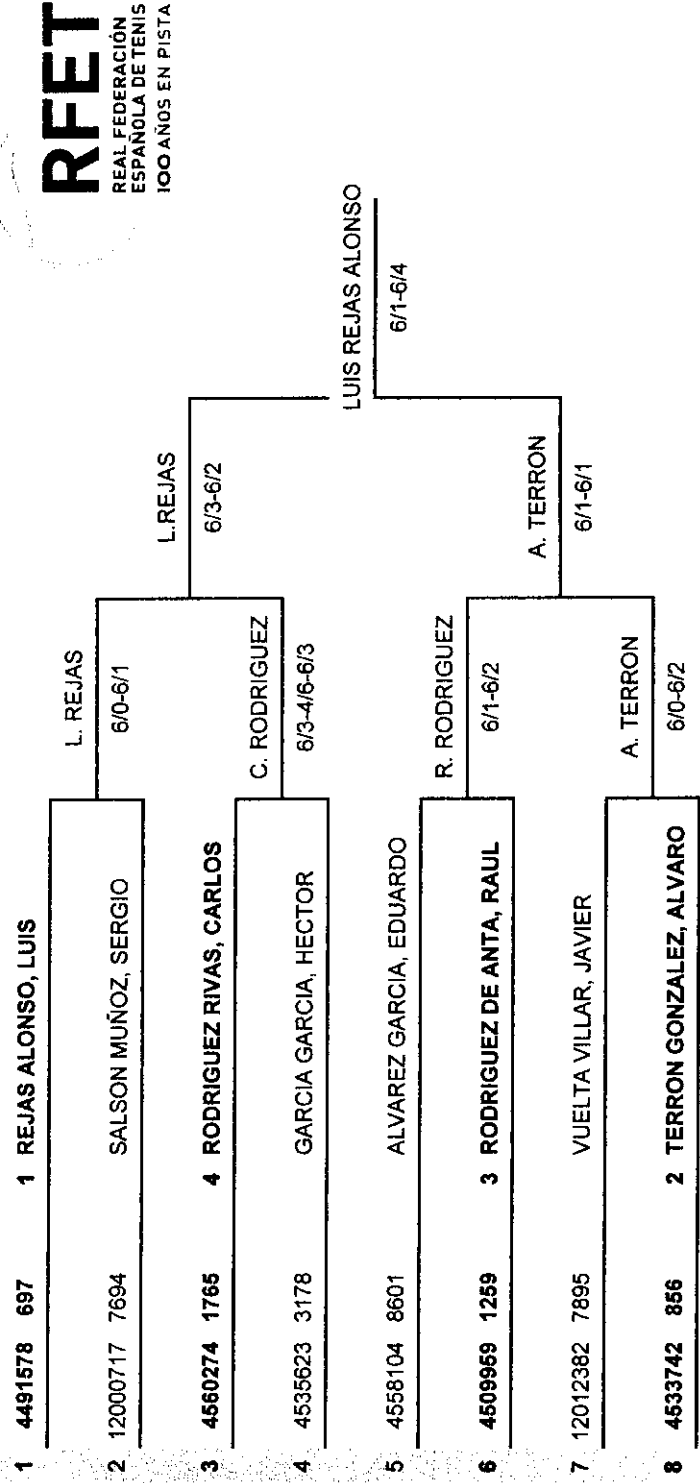 RFET
REAL FEDERACIÓN
ESPAÑOLA DE TENIS
100 AÑOS EN PISTA
1 4491578 697 1 REJAS ALONSO, LUIS
2 12000717 7694 SALSON MUÑOZ, SERGIO
3 4560274 1765 4 RODRIGUEZ RIVAS, CARLOS
4 4535623 3178 GARCIA GARCIA, HECTOR
5 4558104 8601 ALVAREZ GARCIA, EDUARDO
6 4509959 1259 3 RODRIGUEZ DE ANTA, RAUL
7 12012382 7895 VUELTA VILLAR, JAVIER
8 4533742 856 2 TERRON GONZALEZ, ALVARO
L. REJAS
6/0-6/1
C. RODRIGUEZ
6/3-4/6-6/3
R. RODRIGUEZ
6/1-6/2
A. TERRON
6/0-6/2
L.REJAS
6/3-6/2
A. TERRON
6/1-6/1
LUIS REJAS ALONSO
6/1-6/4